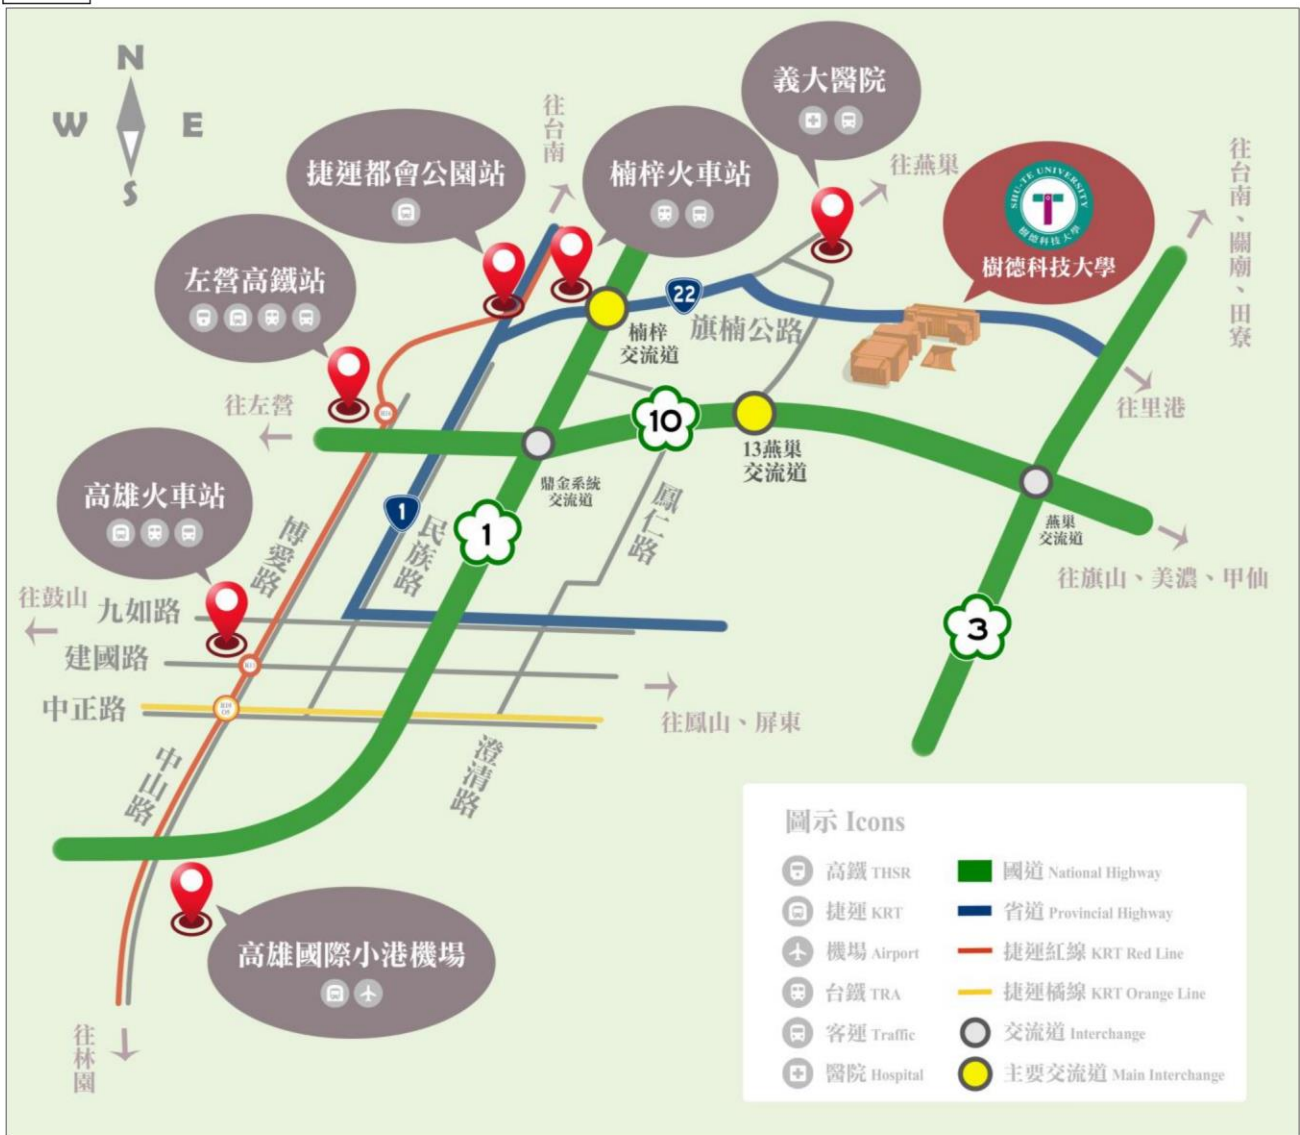 N
W
E
S
義大醫院
往台南
捷運都會公園站
楠梓火車站
往燕巢
SHU-TE UNIVERSITY
樹德科技大學
樹德科技大學
往台南、關廟、田寮
左營高鐵站
22
旗楠公路
楠梓
交流道
往左營
往里港
10
13燕巢
交流道
鼎金系統
交流道
高雄火車站
1
民族路
1
鳳仁路
燕巢
交流道
往旗山、美濃、甲仙
博愛路
往鼓山
九如路
建國路
中正路
3
往鳳山、屏東
中山路
澄清路
高雄國際小港機場
往林園
圖示 Icons
高鐵 THSR
國道 National Highway
捷運 KRT
省道 Provincial Highway
機場 Airport
捷運紅線 KRT Red Line
台鐵 TRA
捷運橘線 KRT Orange Line
客運 Traffic
交流道 Interchange
醫院 Hospital
主要交流道 Main Interchange